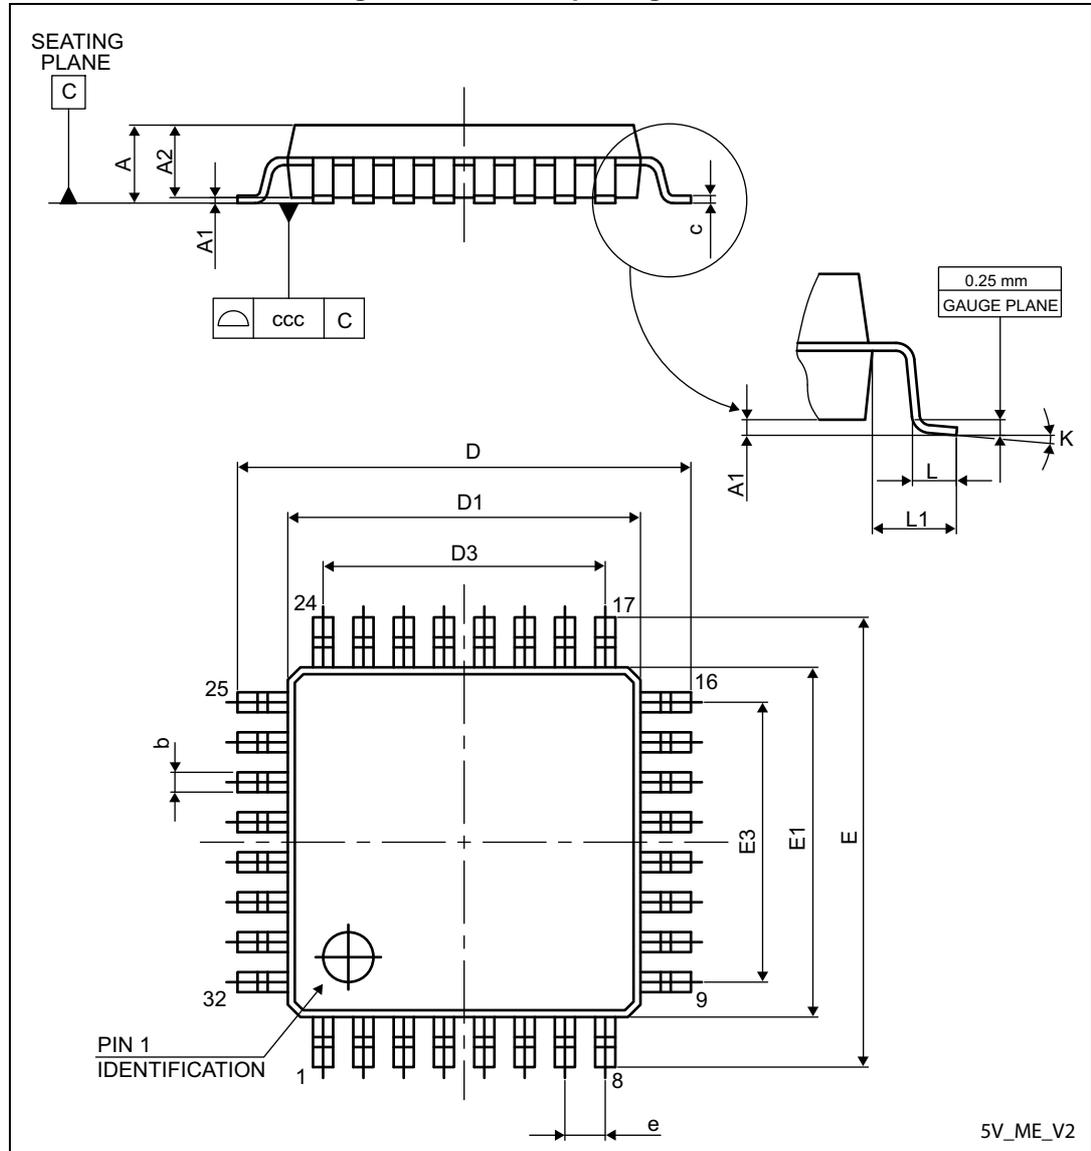 SEATING
PLANE
C
A
A2
A1
c
ccc
C
0.25 mm
GAUGE PLANE
K
A1
L
L1
D
D1
D3
24
17
25
16
b
E3
E1
E
32
9
PIN 1
IDENTIFICATION
1
8
e
5V_ME_V2